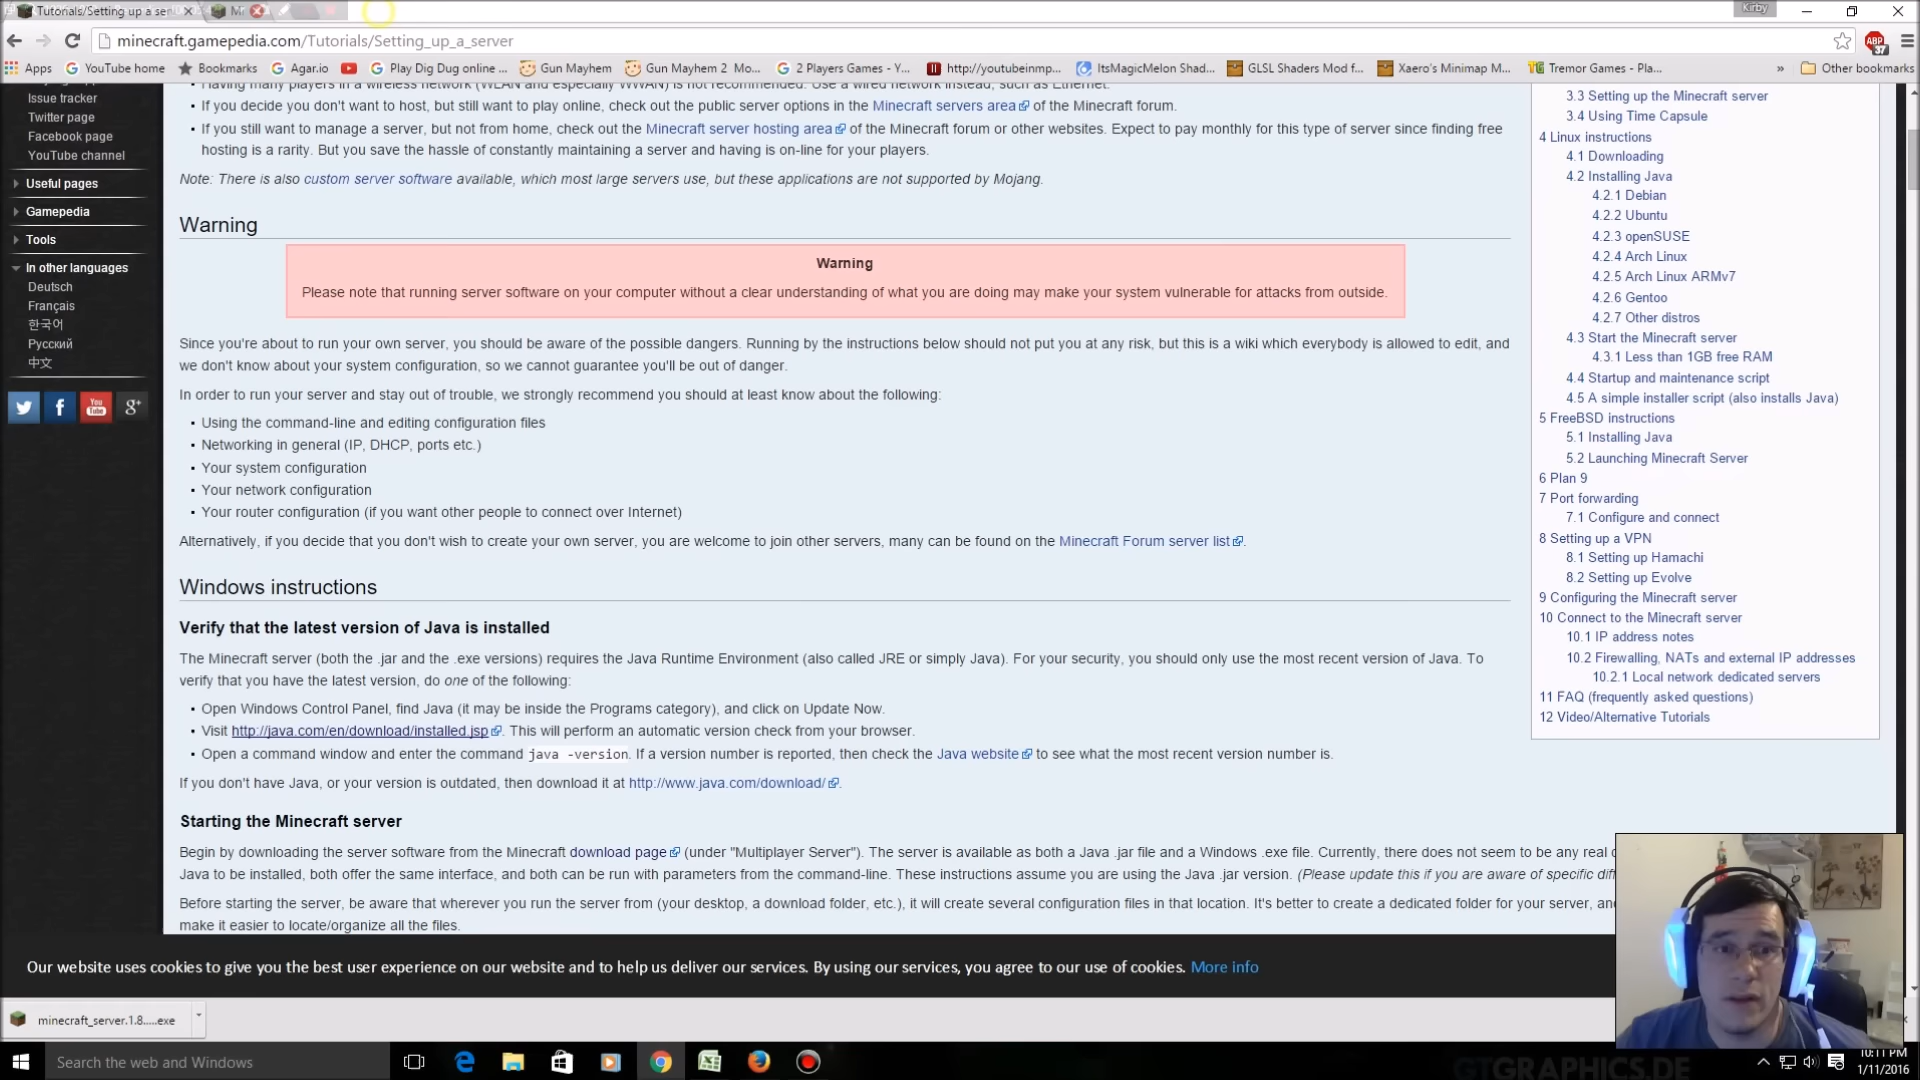 Tutorials/Setting up a ser
Kirby
minecraft.gamepedia.com/Tutorials/Setting_up_a_server
ABP
37
Apps
YouTube home
Bookmarks
Agar.io
Play Dig Dug online ...
Gun Mayhem
Gun Mayhem 2 Mo...
2 Players Games - Y...
http://youtubeinmp...
ItsMagicMelon Shad...
GLSL Shaders Mod f...
Xaero's Minimap M...
Tremor Games - Pla...
»
Other bookmarks
Issue tracker
Twitter page
Facebook page
YouTube channel
Useful pages
Gamepedia
Tools
In other languages
Deutsch
Français
한국어
Русский
中文
Having many players in a wireless network (WLAN and especially WWAN) is not recommended. Use a wired network instead, such as Ethernet.
If you decide you don't want to host, but still want to play online, check out the public server options in the Minecraft servers area of the Minecraft forum.
If you still want to manage a server, but not from home, check out the Minecraft server hosting area of the Minecraft forum or other websites. Expect to pay monthly for this type of server since finding free
hosting is a rarity. But you save the hassle of constantly maintaining a server and having is on-line for your players.
Note: There is also custom server software available, which most large servers use, but these applications are not supported by Mojang.
Warning
Warning
Please note that running server software on your computer without a clear understanding of what you are doing may make your system vulnerable for attacks from outside.
Since you're about to run your own server, you should be aware of the possible dangers. Running by the instructions below should not put you at any risk, but this is a wiki which everybody is allowed to edit, and
we don't know about your system configuration, so we cannot guarantee you'll be out of danger.
In order to run your server and stay out of trouble, we strongly recommend you should at least know about the following:
Using the command-line and editing configuration files
Networking in general (IP, DHCP, ports etc.)
Your system configuration
Your network configuration
Your router configuration (if you want other people to connect over Internet)
Alternatively, if you decide that you don't wish to create your own server, you are welcome to join other servers, many can be found on the Minecraft Forum server list.
Windows instructions
Verify that the latest version of Java is installed
The Minecraft server (both the .jar and the .exe versions) requires the Java Runtime Environment (also called JRE or simply Java). For your security, you should only use the most recent version of Java. To
verify that you have the latest version, do one of the following:
Open Windows Control Panel, find Java (it may be inside the Programs category), and click on Update Now.
Visit http://java.com/en/download/installed.jsp. This will perform an automatic version check from your browser.
Open a command window and enter the command java -version. If a version number is reported, then check the Java website to see what the most recent version number is.
If you don't have Java, or your version is outdated, then download it at http://www.java.com/download/.
Starting the Minecraft server
Begin by downloading the server software from the Minecraft download page (under "Multiplayer Server"). The server is available as both a Java .jar file and a Windows .exe file. Currently, there does not seem to be any real
Java to be installed, both offer the same interface, and both can be run with parameters from the command-line. These instructions assume you are using the Java .jar version. (Please update this if you are aware of specific
Before starting the server, be aware that wherever you run the server from (your desktop, a download folder, etc.), it will create several configuration files in that location. It's better to create a dedicated folder for your server,
make it easier to locate/organize all the files.
3.3 Setting up the Minecraft server
3.4 Using Time Capsule
4 Linux instructions
4.1 Downloading
4.2 Installing Java
4.2.1 Debian
4.2.2 Ubuntu
4.2.3 openSUSE
4.2.4 Arch Linux
4.2.5 Arch Linux ARMv7
4.2.6 Gentoo
4.2.7 Other distros
4.3 Start the Minecraft server
4.3.1 Less than 1GB free RAM
4.4 Startup and maintenance script
4.5 A simple installer script (also installs Java)
5 FreeBSD instructions
5.1 Installing Java
5.2 Launching Minecraft Server
6 Plan 9
7 Port forwarding
7.1 Configure and connect
8 Setting up a VPN
8.1 Setting up Hamachi
8.2 Setting up Evolve
9 Configuring the Minecraft server
10 Connect to the Minecraft server
10.1 IP address notes
10.2 Firewalling, NATs and external IP addresses
10.2.1 Local network dedicated servers
11 FAQ (frequently asked questions)
12 Video/Alternative Tutorials
Our website uses cookies to give you the best user experience on our website and to help us deliver our services. By using our services, you agree to our use of cookies. More info
minecraft_server.1.8.....exe
Search the web and Windows
GTGRAPHICS.DE
10:11 PM
1/11/2016